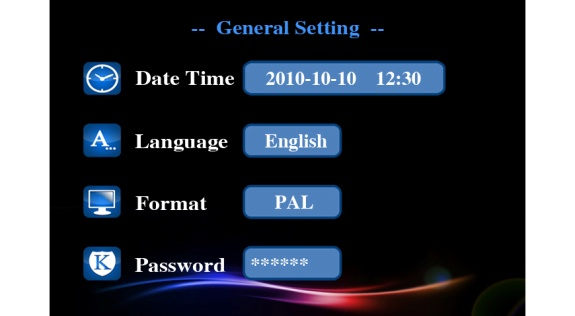 -- General Setting --
Date Time 2010-10-10 12:30
A... Language English
Format PAL
K Password ******